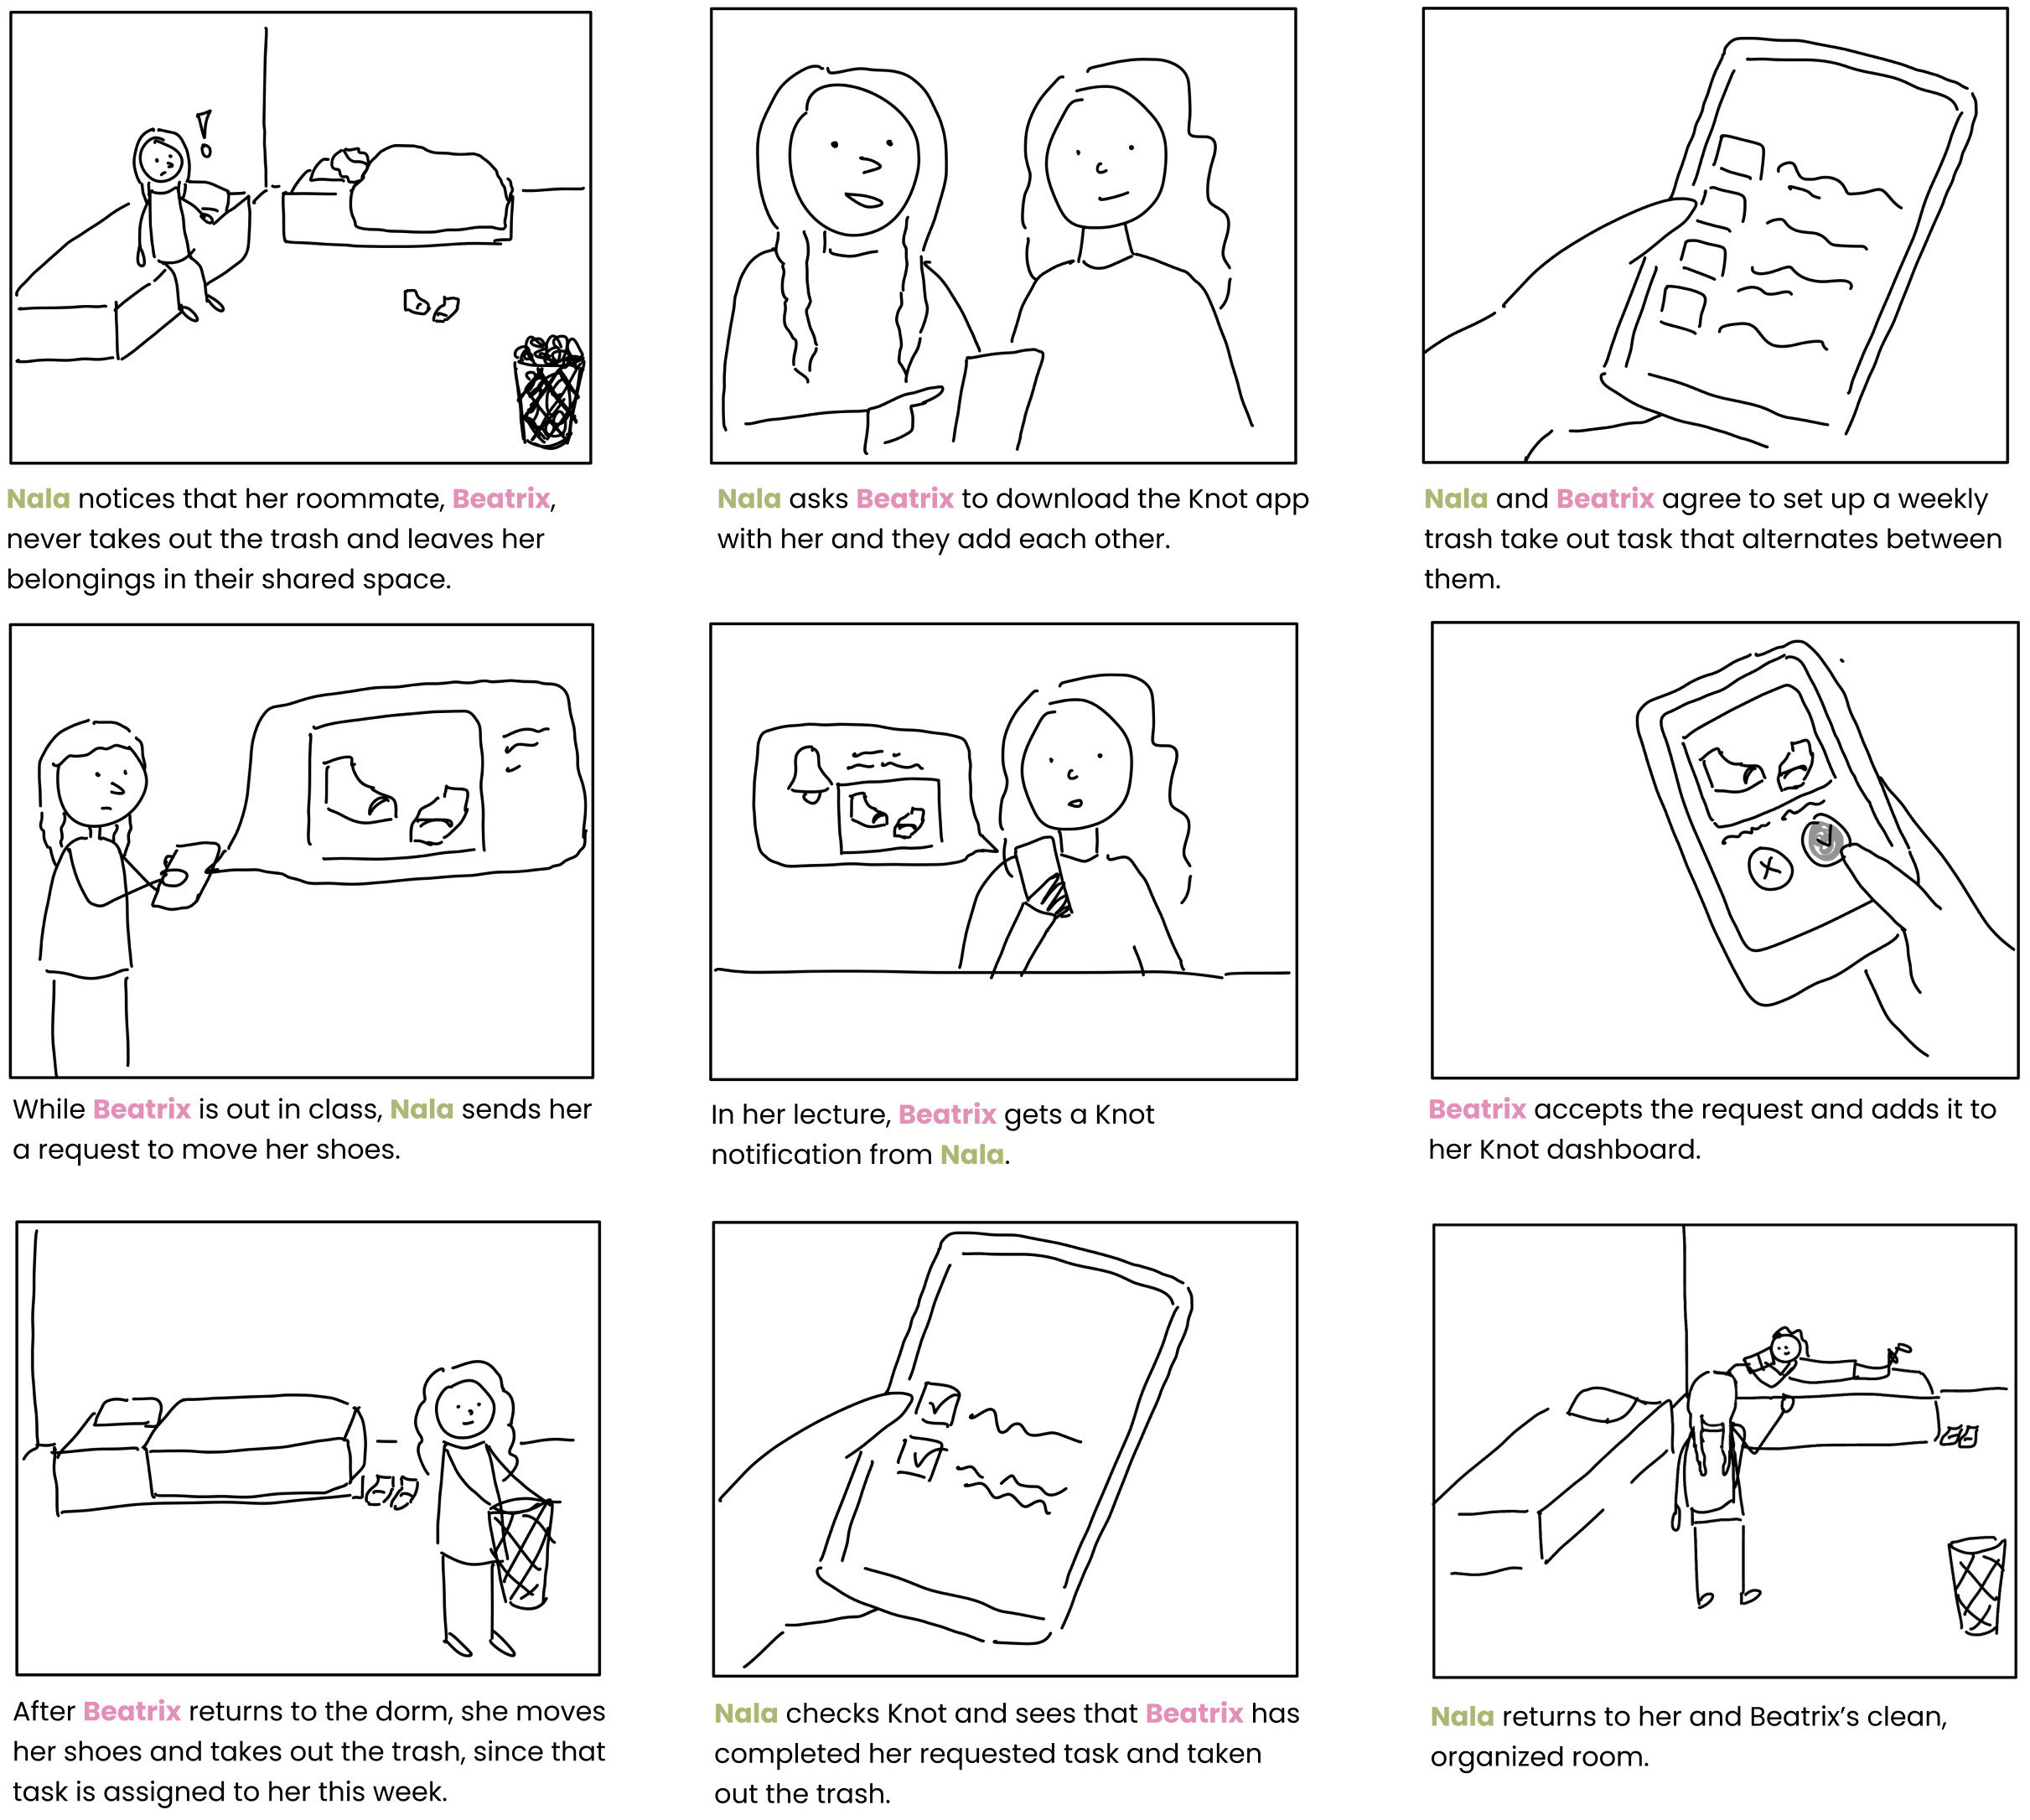 Nala notices that her roommate, Beatrix,
never takes out the trash and leaves her
belongings in their shared space.
Nala asks Beatrix to download the Knot app
with her and they add each other.
Nala and Beatrix agree to set up a weekly
trash take out task that alternates between
them.
While Beatrix is out in class, Nala sends her
a request to move her shoes.
In her lecture, Beatrix gets a Knot
notification from Nala.
Beatrix accepts the request and adds it to
her Knot dashboard.
After Beatrix returns to the dorm, she moves
her shoes and takes out the trash, since that
task is assigned to her this week.
Nala checks Knot and sees that Beatrix has
completed her requested task and taken
out the trash.
Nala returns to her and Beatrix’s clean,
organized room.